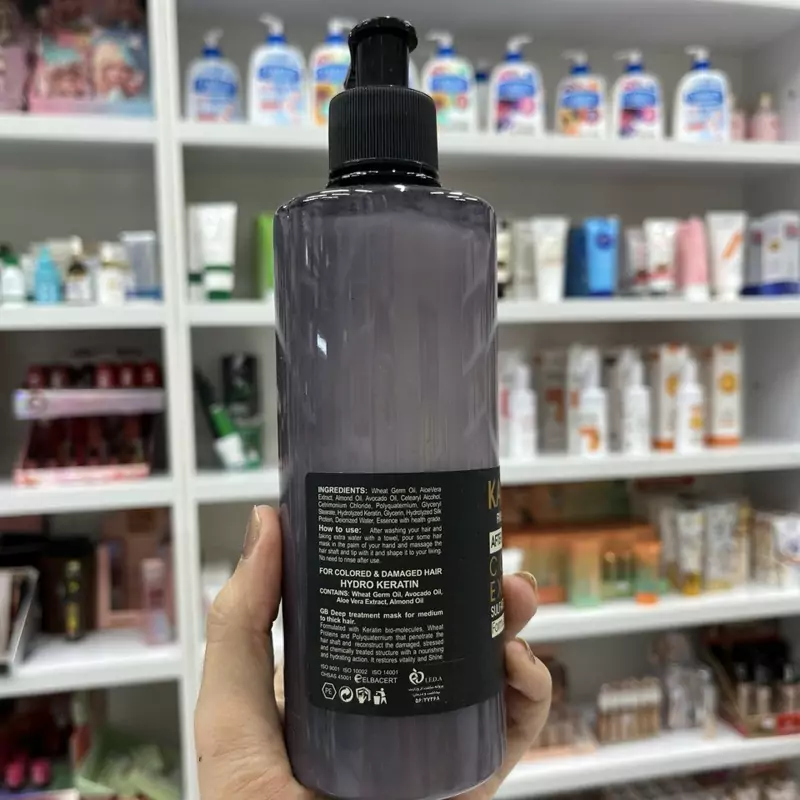 INGREDIENTS: Wheat Germ Oil, AloeVera
Extract, Almond Oil, Avocado Oil, Cetearyl Alcohol,
Cetrimonium Chloride, Polyquaternium, Glyceryl
Stearate, Hydrolyzed Keratin, Glycerin, Hydrolyzed Silk
Protein, Deionized Water, Essence with health grade.
How to use: After washing your hair and
taking extra water with a towel, pour some hair
mask in the palm of your hand and massage the
hair shaft and tip with it and shape it to your liking.
No need to rinse after use.
FOR COLORED & DAMAGED HAIR
HYDRO KERATIN
CONTAINS: Wheat Germ Oil, Avocado Oil,
Aloe Vera Extract, Almond Oil
GB Deep treatment mask for medium
to thick hair.
Formulated with Keratin bio-molecules, Wheat
Proteins and Polyquaternium that penetrate the
hair shaft and reconstruct the damaged, stressed
and chemically treated structure with a nourishing
and hydrating action. It restores vitality and Shine
ISO 9001 ISO 10002 ISO 14001
OHSAS 45001 ELBACERT
I.F.D.A
PE